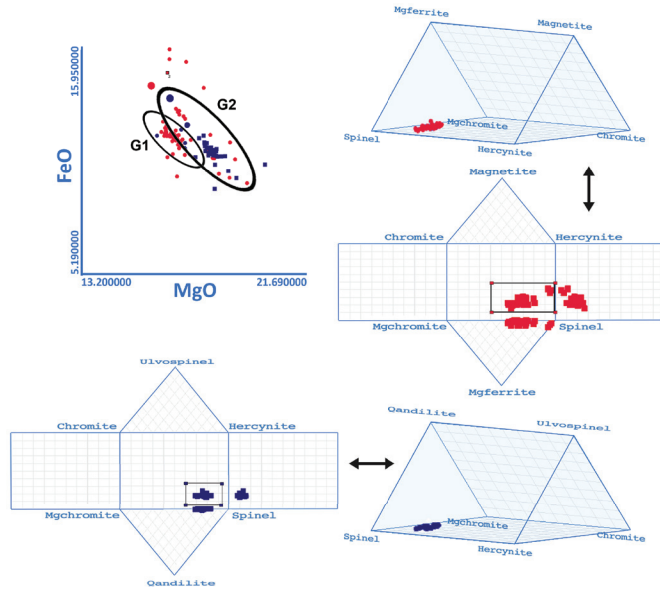 15.950000
FeO
5.190000
G1
G2
13.200000
21.690000
MgO
Mgferrite
Magnetite
Spinel
Mgchromite
Chromite
Hercynite
Magnetite
Chromite
Hercynite
Mgchromite
Spinel
Mgferrite
Ulvospinel
Chromite
Hercynite
Mgchromite
Spinel
Qandilite
Qandilite
Ulvospinel
Spinel
Mgchromite
Chromite
Hercynite